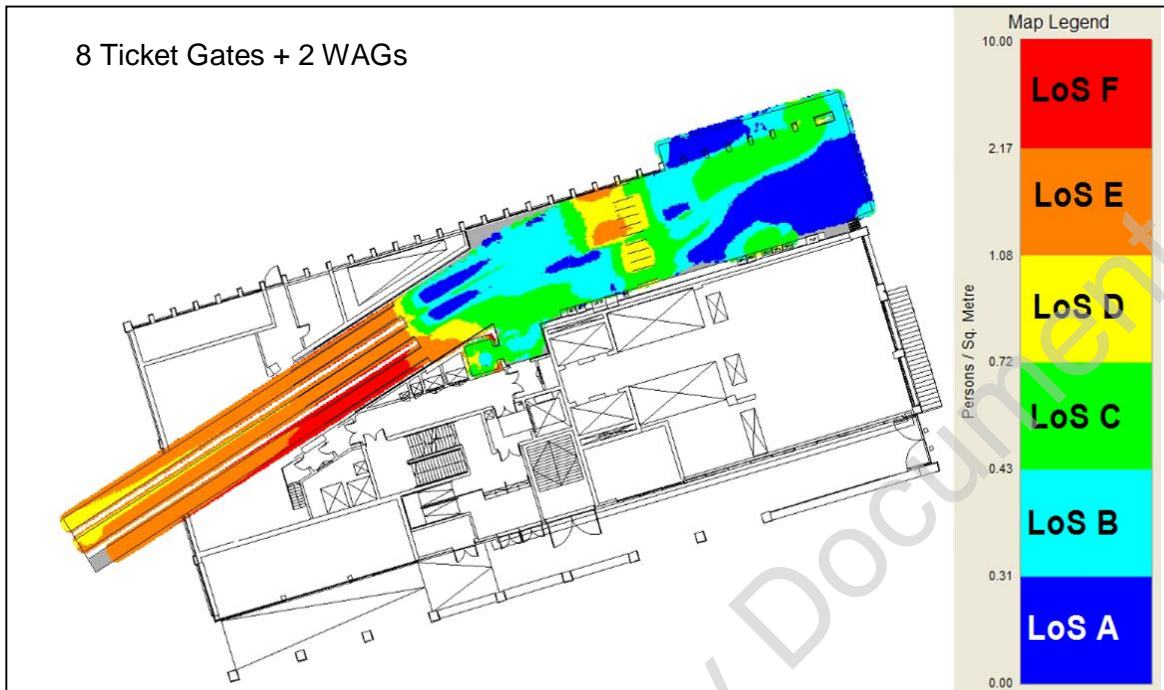 8 Ticket Gates + 2 WAGs
Map Legend
10.00
LoS F
2.17
LoS E
1.08
LoS D
0.72
LoS C
0.43
LoS B
0.31
LoS A
0.00
Persons / Sq. Metre
Document